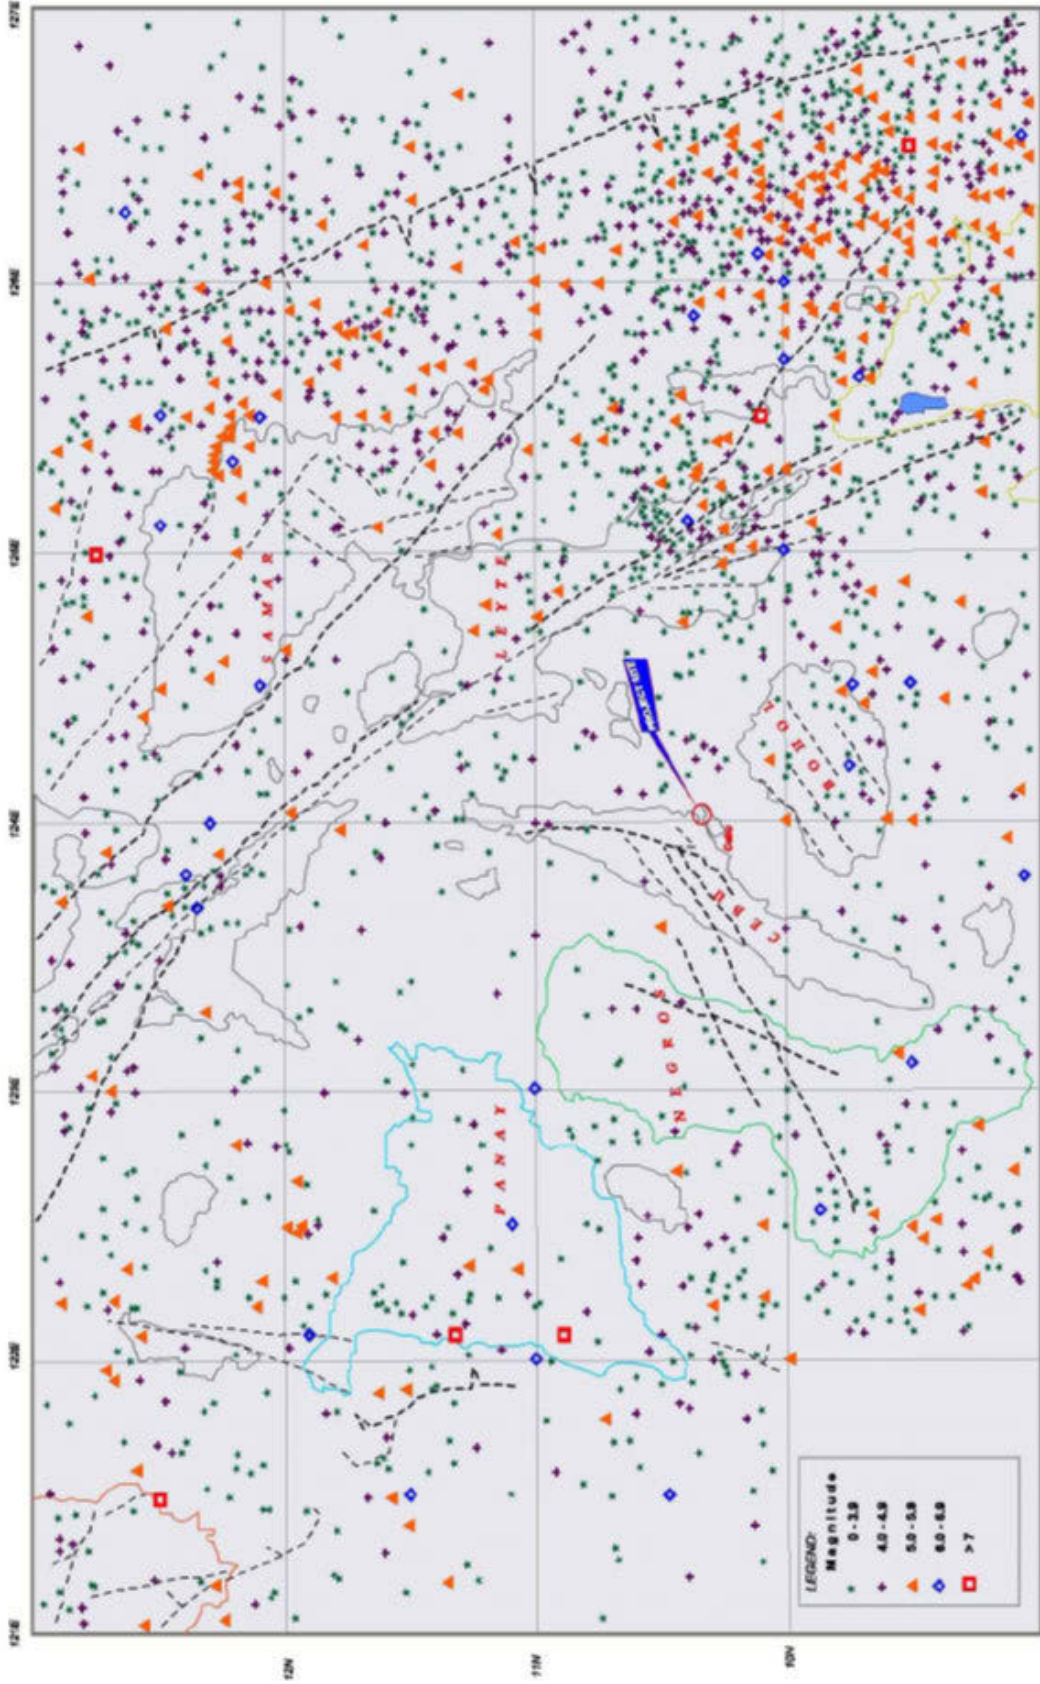 127E
126E
125E
124E
123E
122E
121E
12N
11N
10N
SAMAR
LEYTE
BOHOL
CEBU
NEGROS
PANAY
LEGEND:
Magnitude
0 - 3.9
4.0 - 4.9
5.0 - 5.9
6.0 - 6.9
> 7